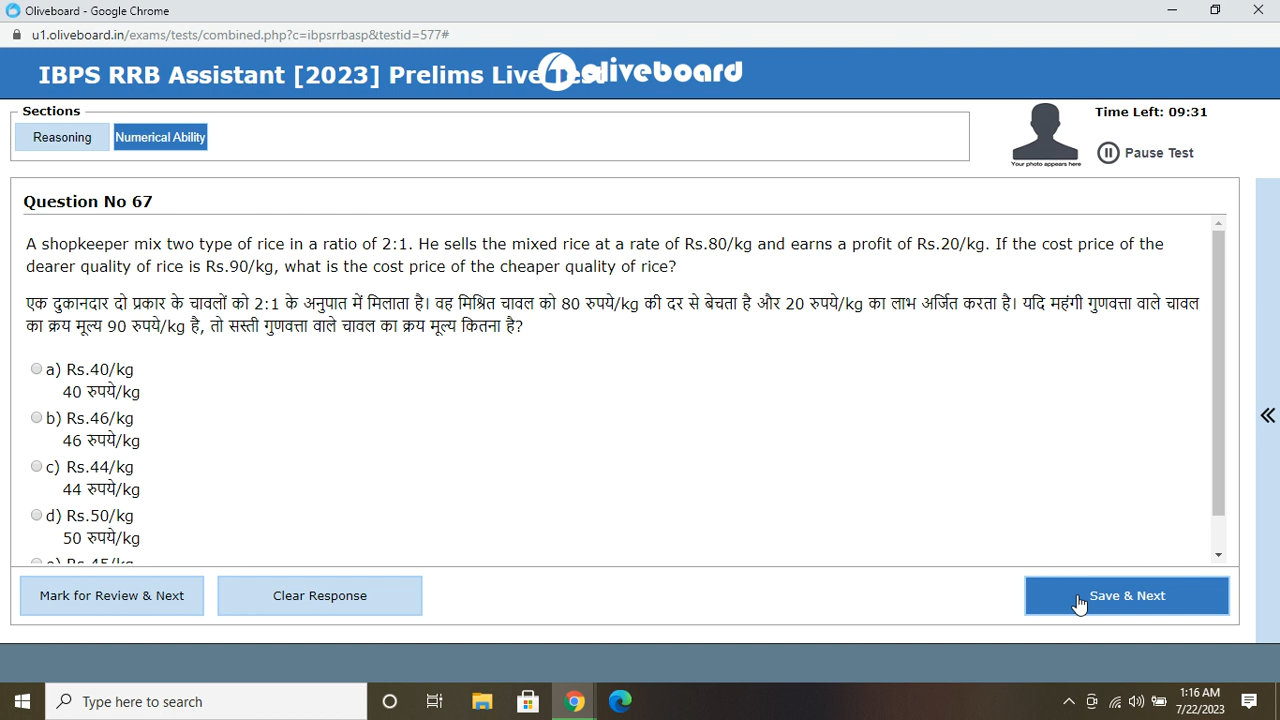 Oliveboard - Google Chrome
u1.oliveboard.in/exams/tests/combined.php?c=ibpsrrbasp&testid=577#
IBPS RRB Assistant [2023] Prelims Live Test
oliveboard
Sections
Reasoning
Numerical Ability
Your photo appears here
Time Left: 09:31
Pause Test
Question No 67
A shopkeeper mix two type of rice in a ratio of 2:1. He sells the mixed rice at a rate of Rs.80/kg and earns a profit of Rs.20/kg. If the cost price of the
dearer quality of rice is Rs.90/kg, what is the cost price of the cheaper quality of rice?
एक दुकानदार दो प्रकार के चावलों को 2:1 के अनुपात में मिलाता है। वह मिश्रित चावल को 80 रुपये/kg की दर से बेचता है और 20 रुपये/kg का लाभ अर्जित करता है। यदि महंगी गुणवत्ता वाले चावल
का क्रय मूल्य 90 रुपये/kg है, तो सस्ती गुणवत्ता वाले चावल का क्रय मूल्य कितना है?
a) Rs.40/kg
40 रुपये/kg
b) Rs.46/kg
46 रुपये/kg
c) Rs.44/kg
44 रुपये/kg
d) Rs.50/kg
50 रुपये/kg
e) Rs.45/kg
Mark for Review & Next
Clear Response
Save & Next
Type here to search
1:16 AM
7/22/2023